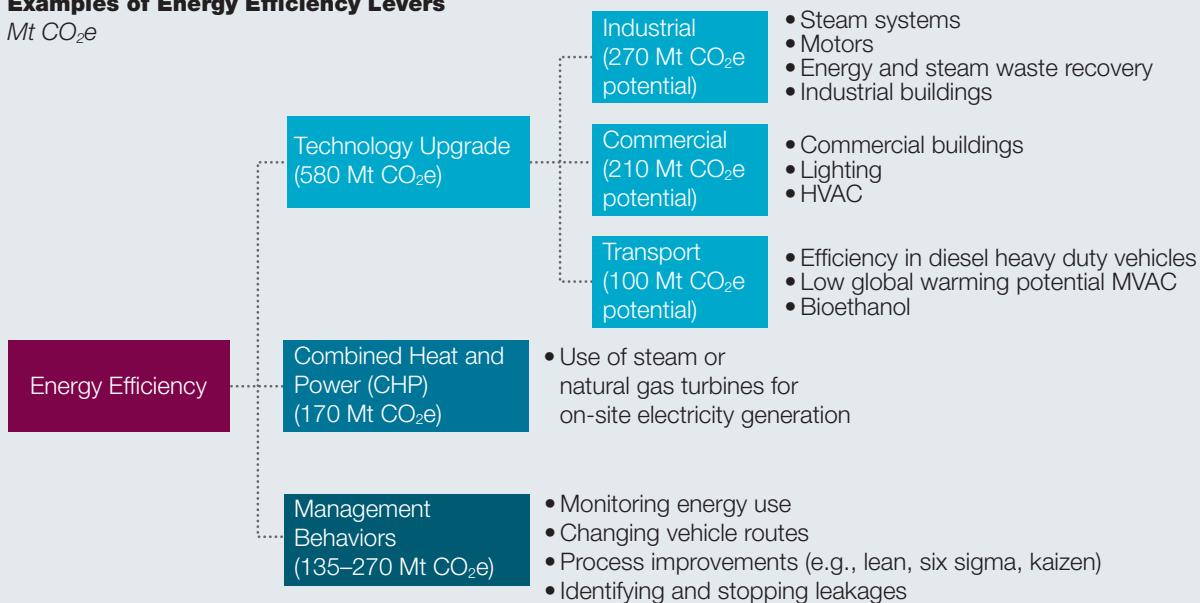 Examples of Energy Efficiency Levers
Mt CO₂e
Energy Efficiency
Technology Upgrade
(580 Mt CO₂e)
Industrial
(270 Mt CO₂e
potential)
• Steam systems
• Motors
• Energy and steam waste recovery
• Industrial buildings
Commercial
(210 Mt CO₂e
potential)
• Commercial buildings
• Lighting
• HVAC
Transport
(100 Mt CO₂e
potential)
• Efficiency in diesel heavy duty vehicles
• Low global warming potential MVAC
• Bioethanol
Combined Heat and
Power (CHP)
(170 Mt CO₂e)
• Use of steam or
natural gas turbines for
on-site electricity generation
Management
Behaviors
(135–270 Mt CO₂e)
• Monitoring energy use
• Changing vehicle routes
• Process improvements (e.g., lean, six sigma, kaizen)
• Identifying and stopping leakages